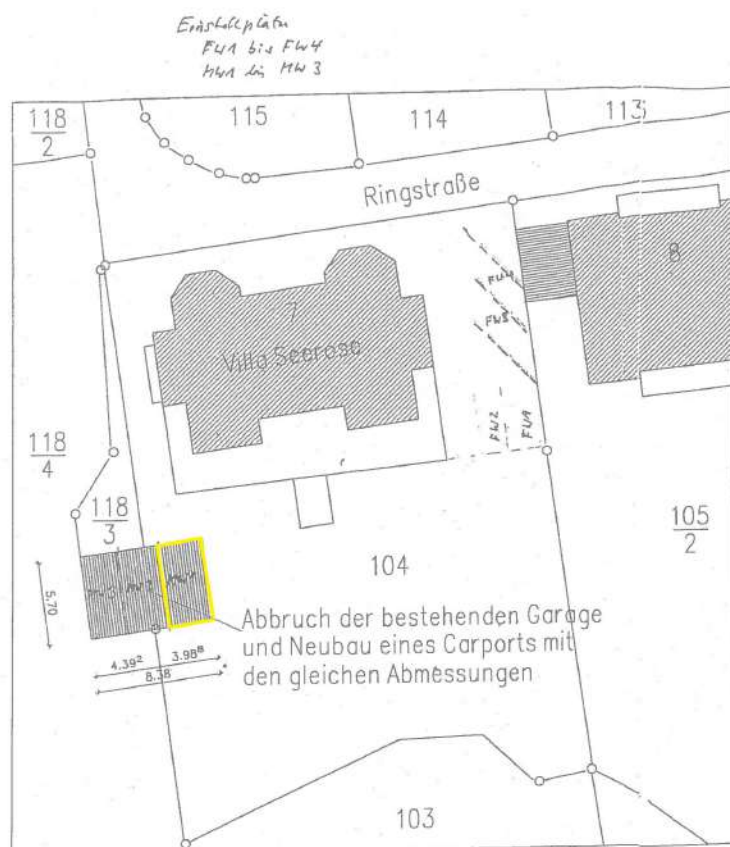 Einstellplätze
FW1 bis FW4
MW1 bis MW3
118
2
115
114
113
Ringstraße
7
Villa Seerose
8
FW4
FW3
FW2
FW1
118
4
118
3
105
2
104
MW3 MW2 MW1
5.70
Abbruch der bestehenden Garage
und Neubau eines Carports mit
den gleichen Abmessungen
4.39² 3.98⁸
8.38
103